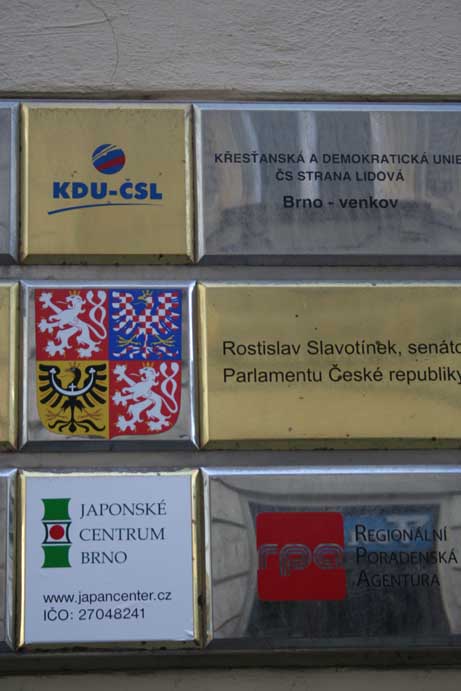 KDU-ČSL
KŘESŤANSKÁ A DEMOKRATICKÁ UNIE
ČS STRANA LIDOVÁ
Brno - venkov
Rostislav Slavotínek, senáto
Parlamentu České republiky
JAPONSKÉ
CENTRUM
BRNO
www.japancenter.cz
IČO: 27048241
rpa
REGIONÁLNÍ
PORADENSKÁ
AGENTURA